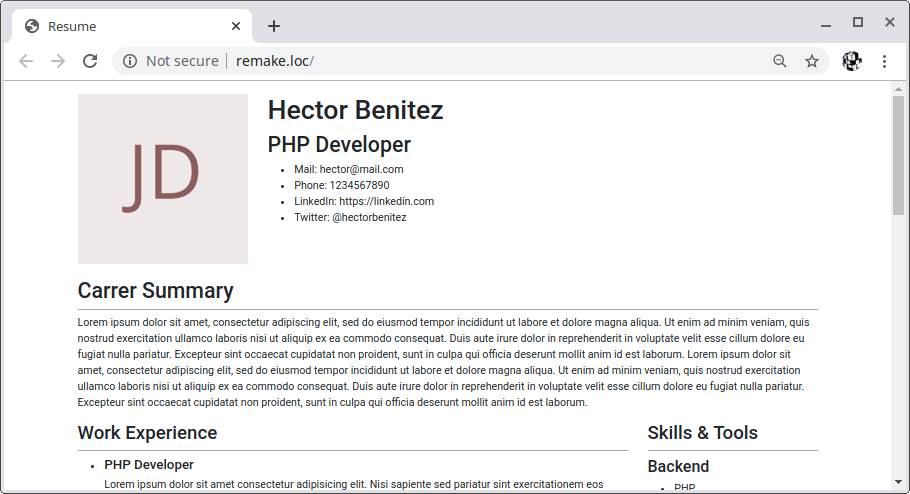 Resume
Not secure | remake.loc/
JD
Hector Benitez
PHP Developer
• Mail: hector@mail.com
• Phone: 1234567890
• LinkedIn: https://linkedin.com
• Twitter: @hectorbenitez
Carrer Summary
Lorem ipsum dolor sit amet, consectetur adipiscing elit, sed do eiusmod tempor incididunt ut labore et dolore magna aliqua. Ut enim ad minim veniam, quis
nostrud exercitation ullamco laboris nisi ut aliquip ex ea commodo consequat. Duis aute irure dolor in reprehenderit in voluptate velit esse cillum dolore eu
fugiat nulla pariatur. Excepteur sint occaecat cupidatat non proident, sunt in culpa qui officia deserunt mollit anim id est laborum. Lorem ipsum dolor sit
amet, consectetur adipiscing elit, sed do eiusmod tempor incididunt ut labore et dolore magna aliqua. Ut enim ad minim veniam, quis nostrud exercitation
ullamco laboris nisi ut aliquip ex ea commodo consequat. Duis aute irure dolor in reprehenderit in voluptate velit esse cillum dolore eu fugiat nulla pariatur.
Excepteur sint occaecat cupidatat non proident, sunt in culpa qui officia deserunt mollit anim id est laborum.
Work Experience
• PHP Developer
Lorem ipsum dolor sit amet consectetur adipisicing elit. Nisi sapiente sed pariatur sint exercitationem eos
Skills & Tools
Backend
• PHP